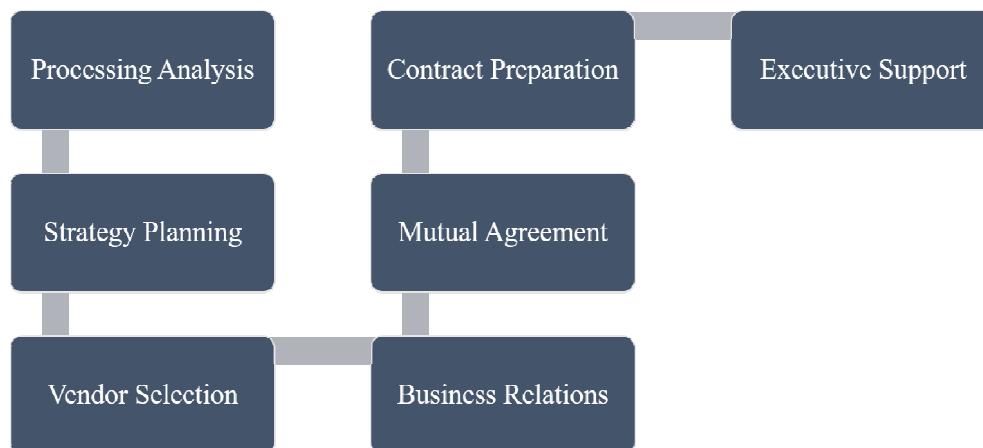 Processing Analysis
Strategy Planning
Vendor Selection
Business Relations
Mutual Agreement
Contract Preparation
Executive Support